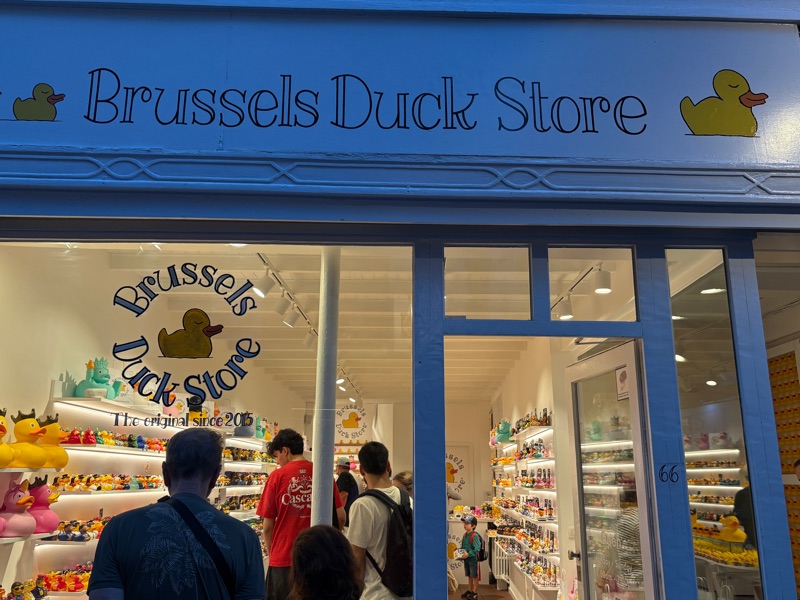 Brussels Duck Store
Brussels
Duck Store
The original since 2015
66